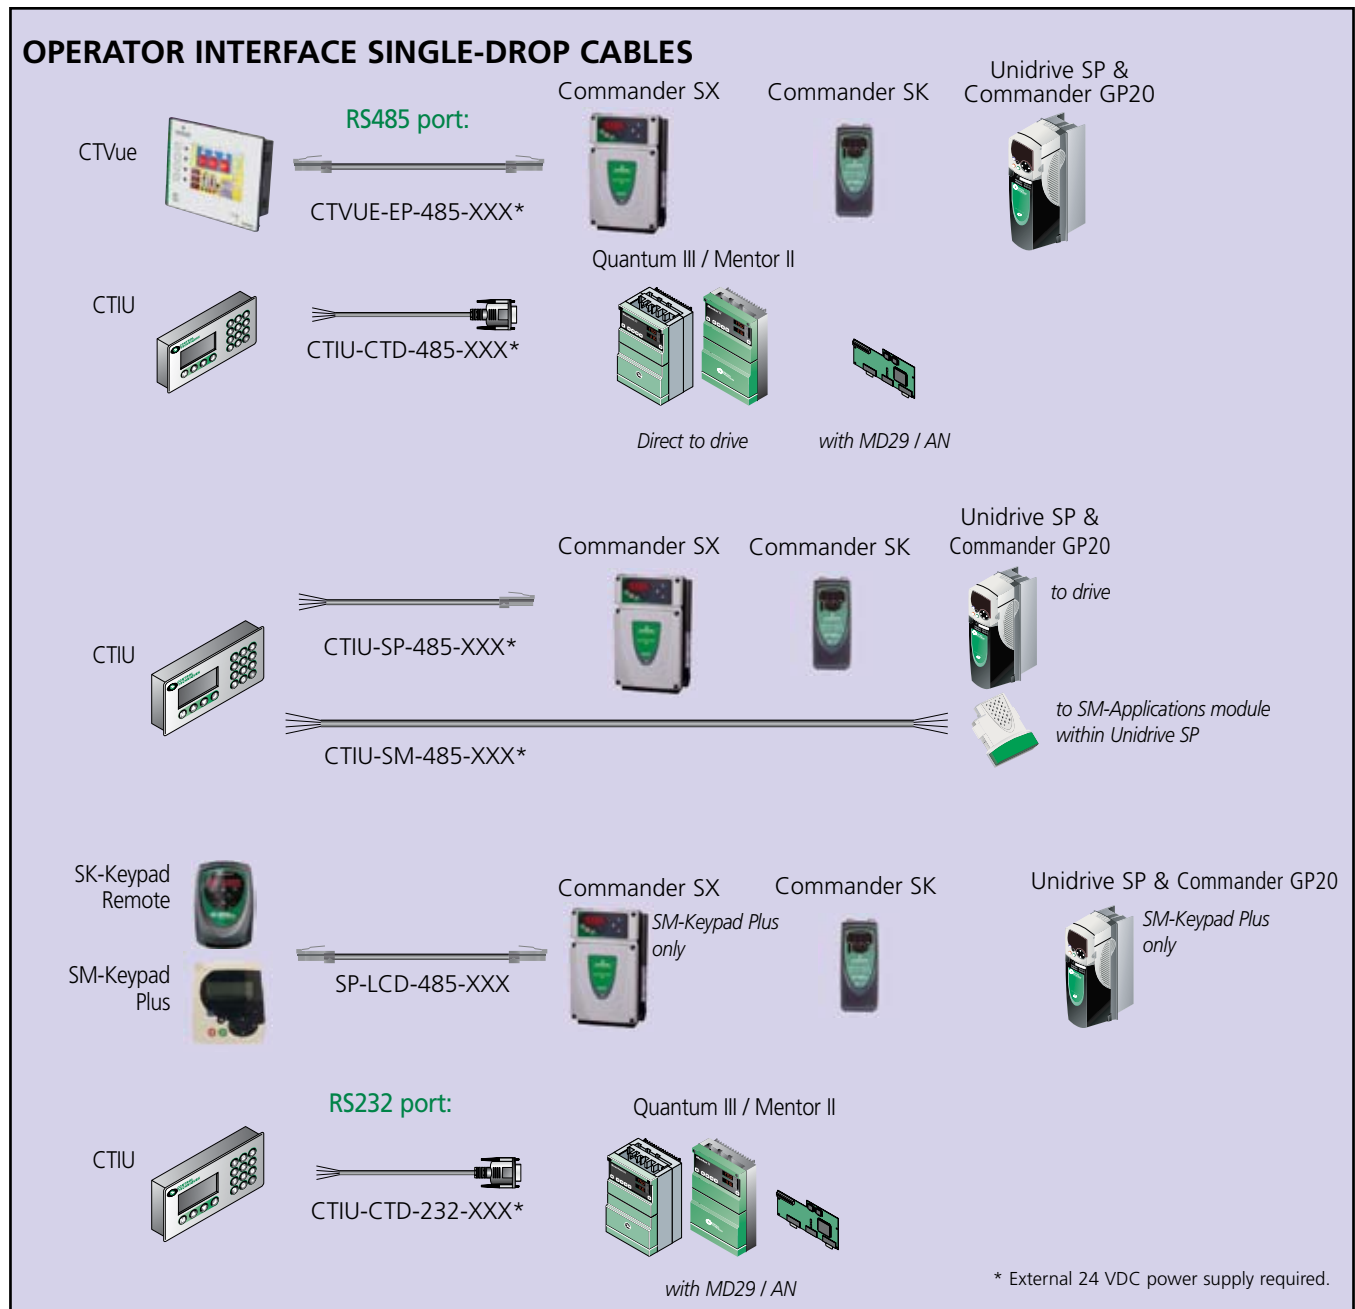 OPERATOR INTERFACE SINGLE-DROP CABLES
RS485 port:
Commander SX
Commander SK
Unidrive SP &
Commander GP20
CTVue
CTVUE-EP-485-XXX*
Quantum III / Mentor II
CTIU
CTIU-CTD-485-XXX*
Direct to drive
with MD29 / AN
Commander SX
Commander SK
Unidrive SP &
Commander GP20
to drive
CTIU
CTIU-SP-485-XXX*
to SM-Applications module
within Unidrive SP
CTIU-SM-485-XXX*
SK-Keypad
Remote
Commander SX
SM-Keypad Plus
only
Commander SK
Unidrive SP & Commander GP20
SM-Keypad Plus
only
SM-Keypad
Plus
SP-LCD-485-XXX
RS232 port:
Quantum III / Mentor II
CTIU
CTIU-CTD-232-XXX*
with MD29 / AN
* External 24 VDC power supply required.